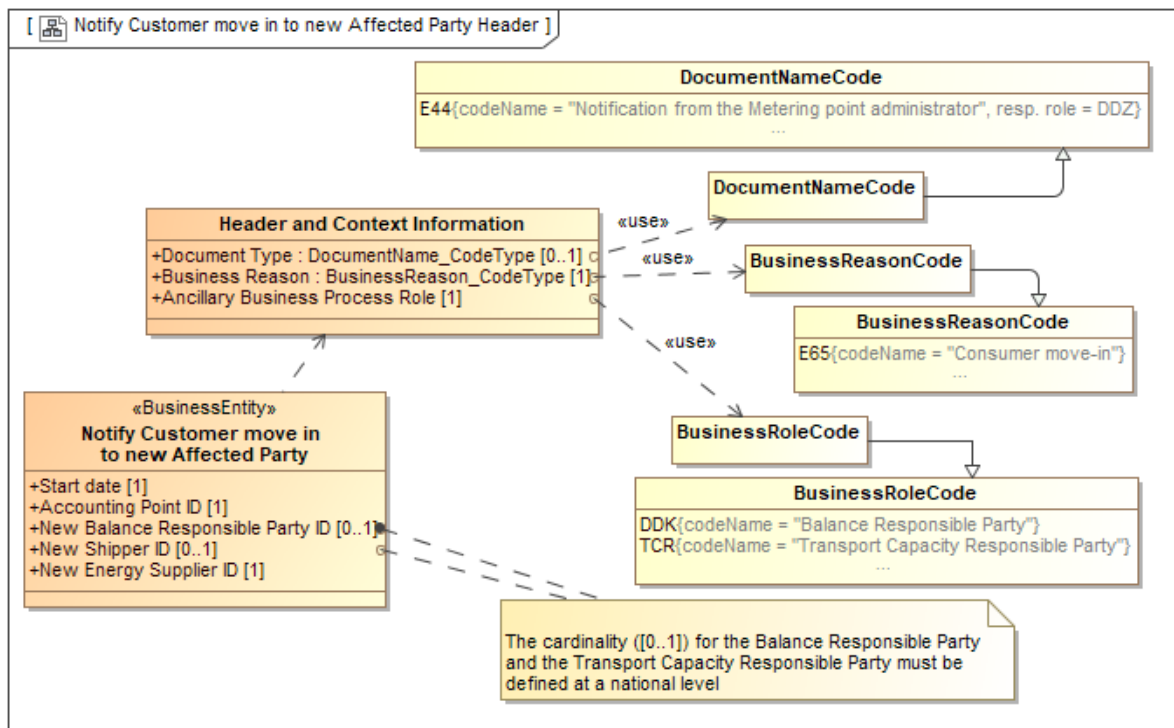 [ Notify Customer move in to new Affected Party Header ]
DocumentNameCode
E44{codeName = "Notification from the Metering point administrator", resp. role = DDZ}
...
DocumentNameCode
Header and Context Information
+Document Type : DocumentName_CodeType [0..1]
+Business Reason : BusinessReason_CodeType [1]
+Ancillary Business Process Role [1]
«use»
«use»
«use»
BusinessReasonCode
BusinessReasonCode
E65{codeName = "Consumer move-in"}
...
«BusinessEntity»
Notify Customer move in
to new Affected Party
+Start date [1]
+Accounting Point ID [1]
+New Balance Responsible Party ID [0..1]
+New Shipper ID [0..1]
+New Energy Supplier ID [1]
BusinessRoleCode
BusinessRoleCode
DDK{codeName = "Balance Responsible Party"}
TCR{codeName = "Transport Capacity Responsible Party"}
...
The cardinality ([0..1]) for the Balance Responsible Party
and the Transport Capacity Responsible Party must be
defined at a national level